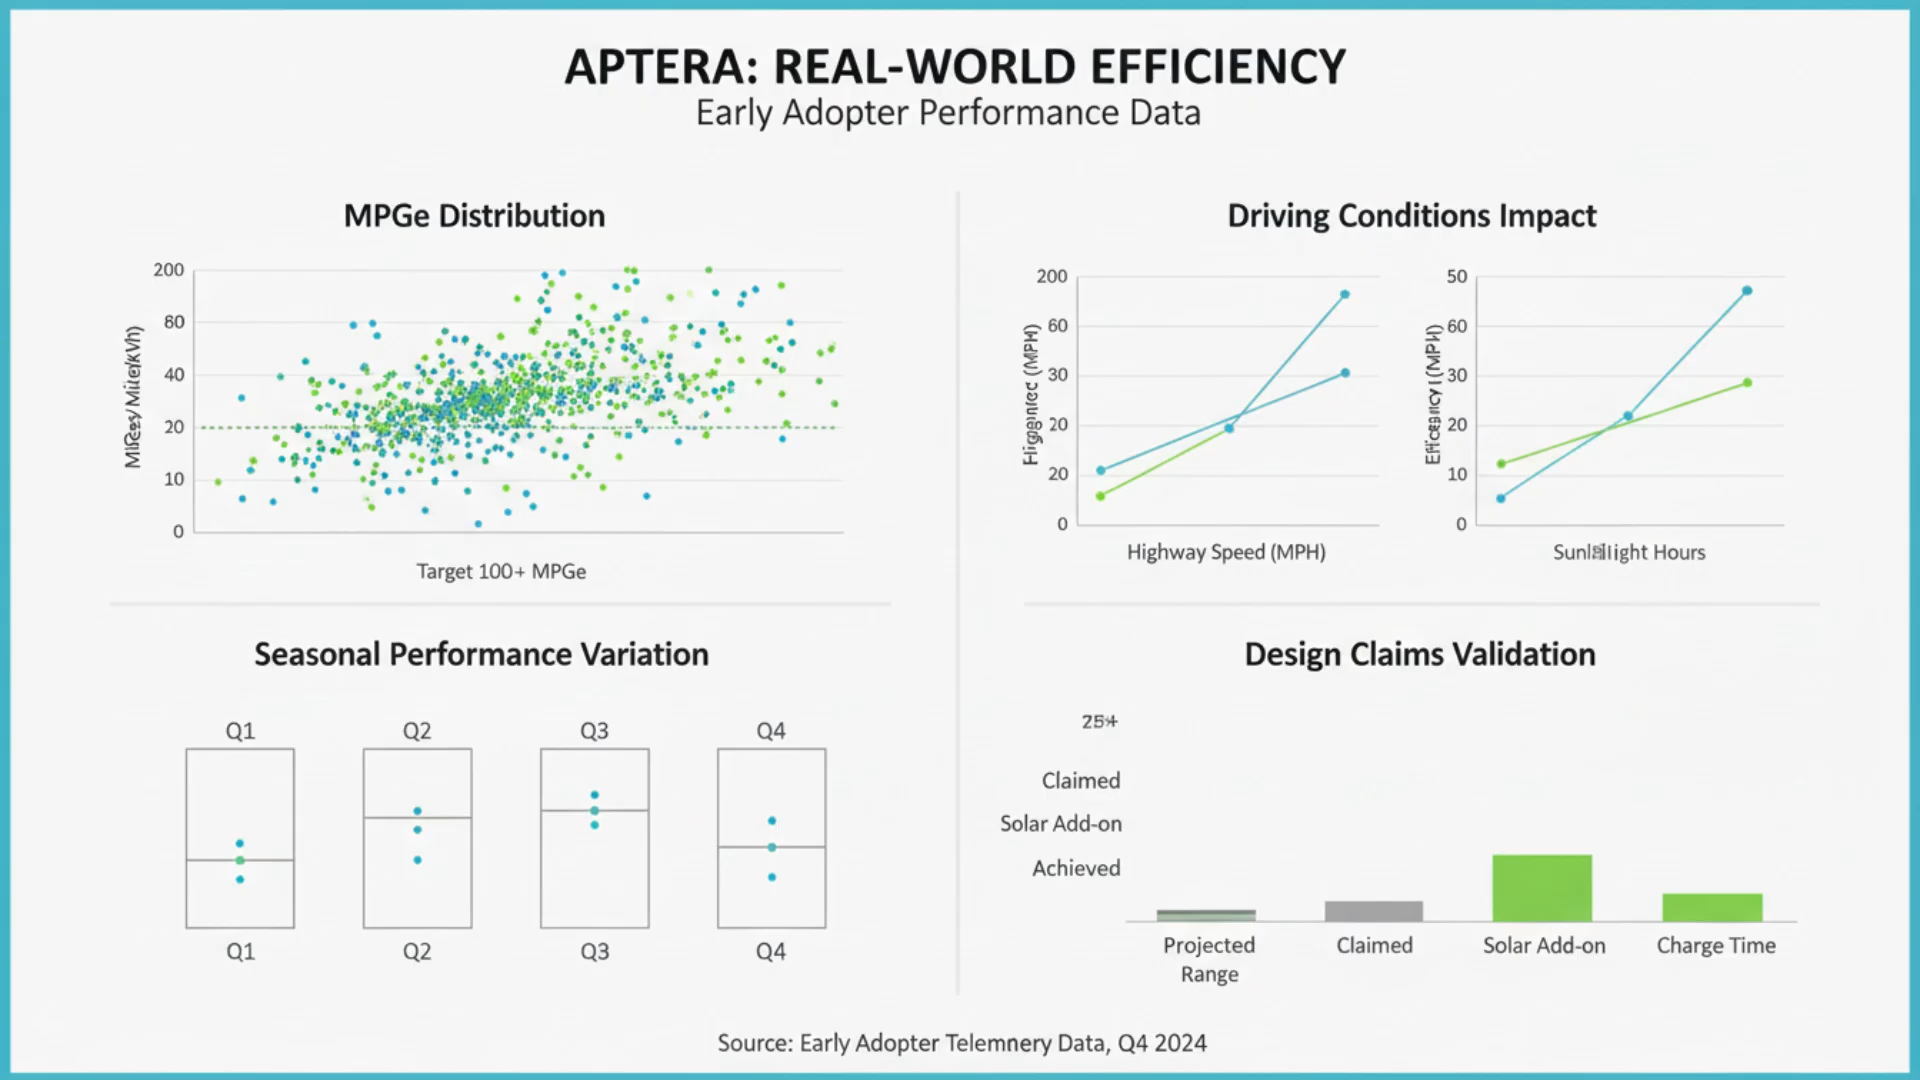 APTERA: REAL-WORLD EFFICIENCY
Early Adopter Performance Data
MPGe Distribution
200
80
40
20
10
0
Target 100+ MPGe
Driving Conditions Impact
200
60
30
20
20
0
(MPH)
Highway Speed (MPH)
50
60
30
20
10
0
(MPH)
Hours
Seasonal Performance Variation
Q1
Q2
Q3
Q4
Q1
Q2
Q3
Q4
Design Claims Validation
Claimed
Solar Add-on
Achieved
Projected
Range
Claimed
Solar Add-on
Charge Time
Source: Early Adopter Telemnery Data, Q4 2024